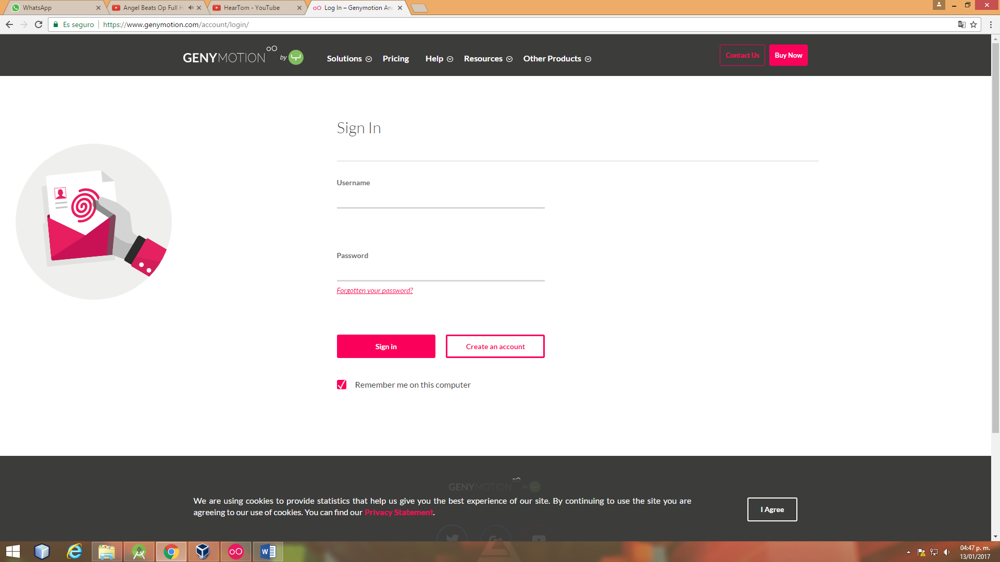 WhatsApp
Angel Beats Op Full H
HearTom - YouTube
Log In – Genymotion An
Es seguro
https://www.genymotion.com/account/login/
GENYMOTION by
Solutions Pricing Help Resources Other Products
Contact Us Buy Now
Sign In
Username
Password
Forgotten your password?
Sign in Create an account
Remember me on this computer
GENYMOTION by
We are using cookies to provide statistics that help us give you the best experience of our site. By continuing to use the site you are
agreeing to our use of cookies. You can find our Privacy Statement.
I Agree
G+
04:47 p. m.
13/01/2017